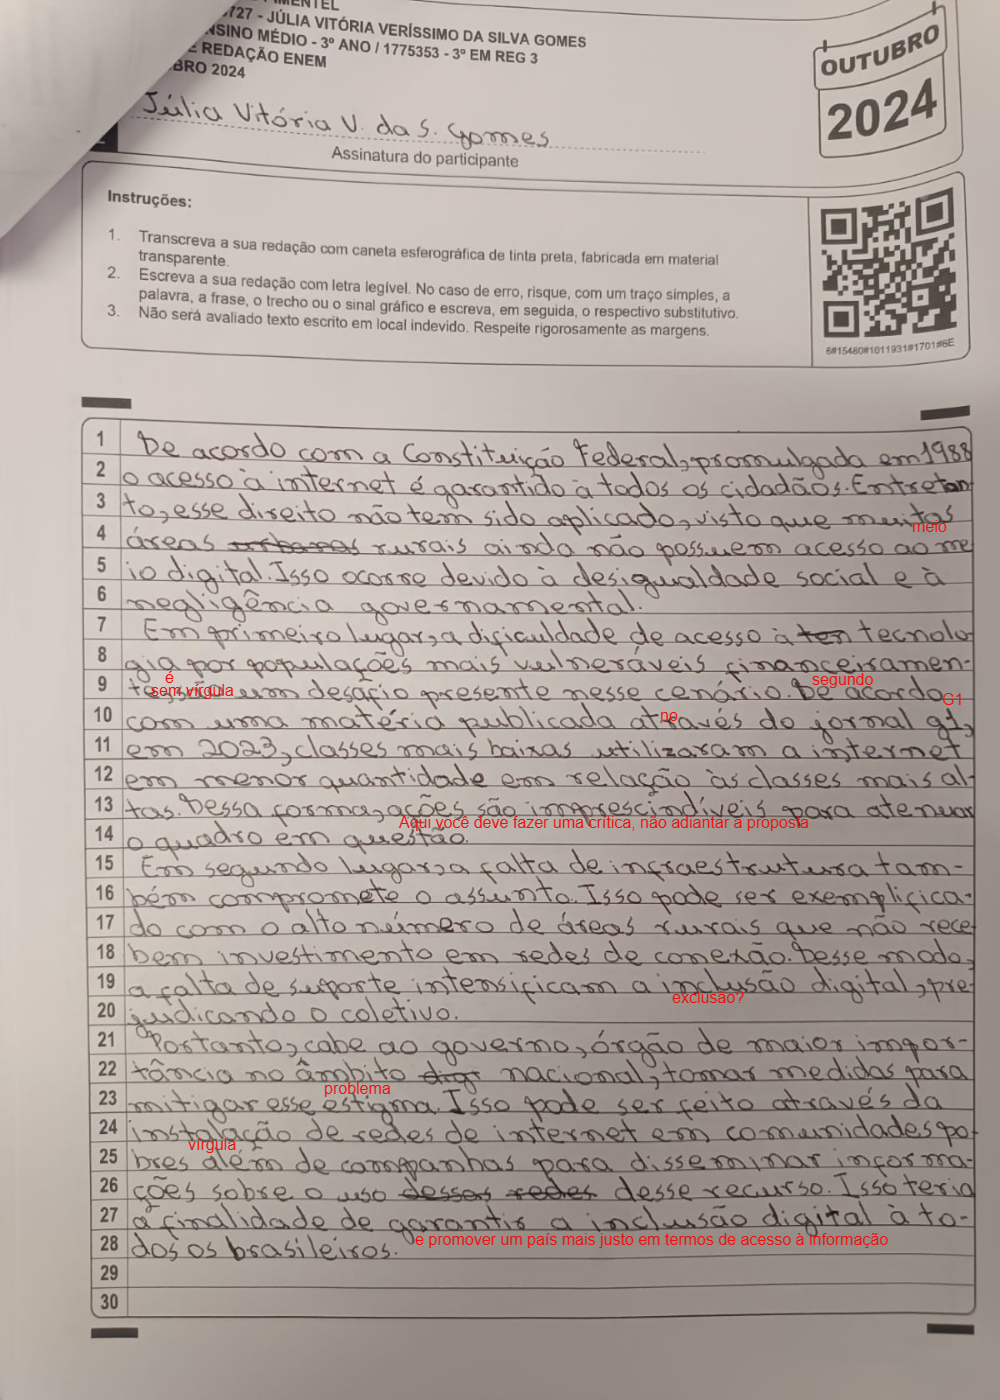 PIMENTEL
3727 - JÚLIA VITÓRIA VERÍSSIMO DA SILVA GOMES
ENSINO MÉDIO - 3º ANO / 1775353 - 3º EM REG 3
E REDAÇÃO ENEM
BRO 2024
OUTUBRO
2024
Júlia Vitória V. da S. Gomes
Assinatura do participante
Instruções:
1. Transcreva a sua redação com caneta esferográfica de tinta preta, fabricada em material
transparente.
2. Escreva a sua redação com letra legível. No caso de erro, risque, com um traço simples, a
palavra, a frase, o trecho ou o sinal gráfico e escreva, em seguida, o respectivo substitutivo.
3. Não será avaliado texto escrito em local indevido. Respeite rigorosamente as margens.
6#15460#1011931#1701#6E
1 De acordo com a Constituição Federal, promulgada em 1988
2 o acesso à internet é garantido à todos os cidadãos. Entretan
3 to, esse direito não tem sido aplicado, visto que muitas
meio
4 áreas urbanas rurais ainda não possuem acesso ao me
5 io digital. Isso ocorre devido à desigualdade social e à
6 negligência governamental.
7 Em primeiro lugar, a dificuldade de acesso à ten tecnolo
8 gia por populações mais vulneráveis financeiramen-
é
sem vírgula
segundo
9 te, são um desafio presente nesse cenário. De acordo
G1
no
10 com uma matéria publicada através do jornal g1,
11 em 2023, classes mais baixas utilizaram a internet
12 em menor quantidade em relação às classes mais al-
13 tas. Dessa forma, ações são imprescindíveis para atenuar
Aqui você deve fazer uma crítica, não adiantar a proposta
14 o quadro em questão.
15 Em segundo lugar, a falta de infraestrutura tam-
16 bém compromete o assunto. Isso pode ser exemplifica-
17 do com o alto número de áreas rurais que não rece
18 bem investimento em redes de conexão. Desse modo,
19 a falta de suporte intensificam a inclusão digital, pre
exclusão?
20 judicando o coletivo.
21 Portanto, cabe ao governo, órgão de maior impor-
22 tância no âmbito digi nacional, tomar medidas para
problema
23 mitigar esse estigma. Isso pode ser feito através da
24 instalação de redes de internet em comunidades po
vírgula
25 bres além de campanhas para disseminar informa-
26 ções sobre o uso dessas redes desse recurso. Isso teria
27 a finalidade de garantir a inclusão digital à to-
28 dos os brasileiros.
e promover um país mais justo em termos de acesso à informação
29
30